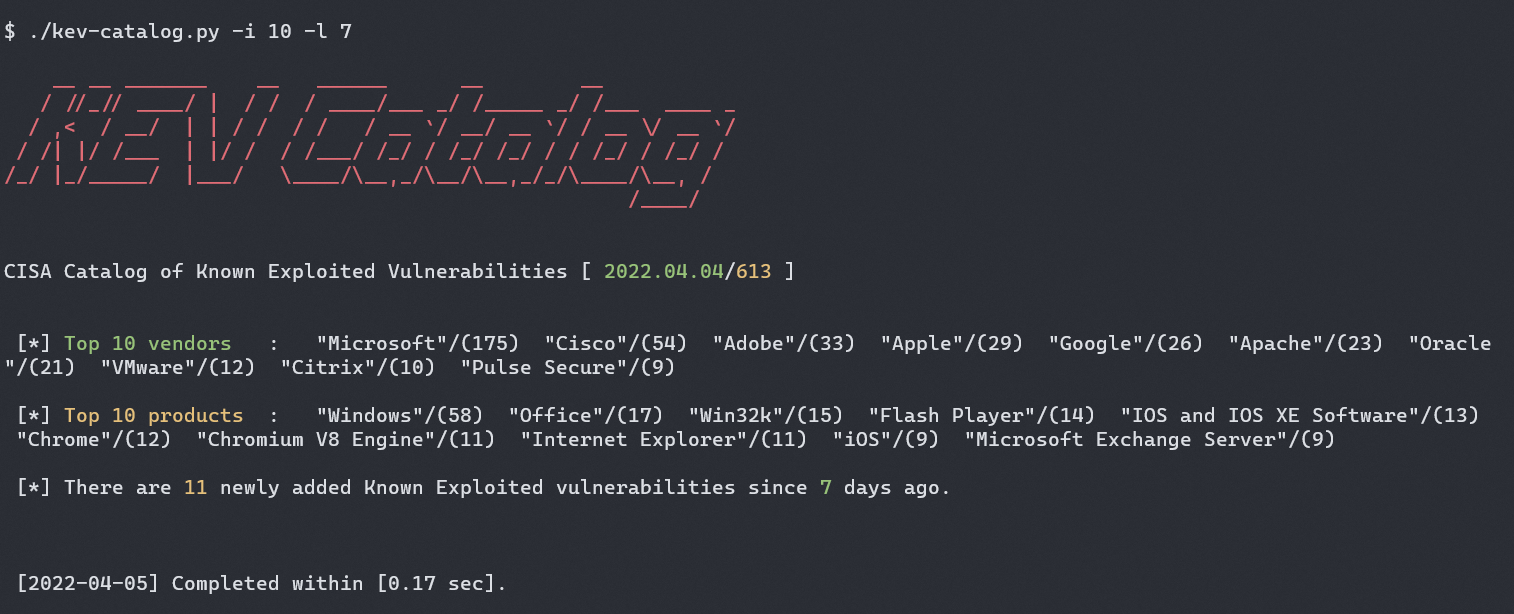 $ ./kev-catalog.py -i 10 -l 7
KEV Catalog
CISA Catalog of Known Exploited Vulnerabilities [ 2022.04.04/613 ]
[*] Top 10 vendors   :   "Microsoft"/(175)  "Cisco"/(54)  "Adobe"/(33)  "Apple"/(29)  "Google"/(26)  "Apache"/(23)  "Oracle
"/(21)  "VMware"/(12)  "Citrix"/(10)  "Pulse Secure"/(9)
[*] Top 10 products  :   "Windows"/(58)  "Office"/(17)  "Win32k"/(15)  "Flash Player"/(14)  "IOS and IOS XE Software"/(13)
"Chrome"/(12)  "Chromium V8 Engine"/(11)  "Internet Explorer"/(11)  "iOS"/(9)  "Microsoft Exchange Server"/(9)
[*] There are 11 newly added Known Exploited vulnerabilities since 7 days ago.
[2022-04-05] Completed within [0.17 sec].